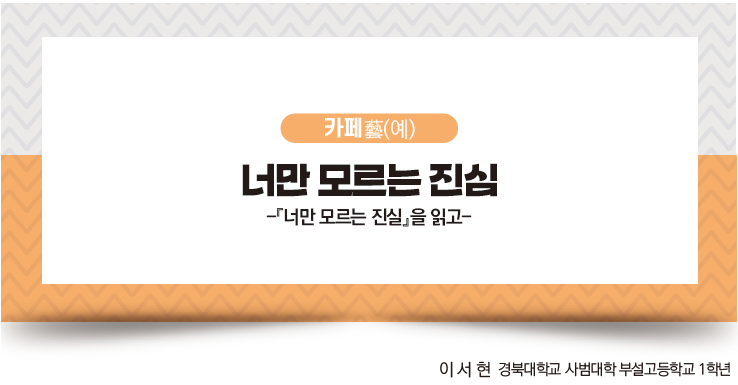 카페藝(예)
너만 모르는 진심
-『너만 모르는 진실』을 읽고-
이서현 경북대학교 사범대학 부설고등학교 1학년